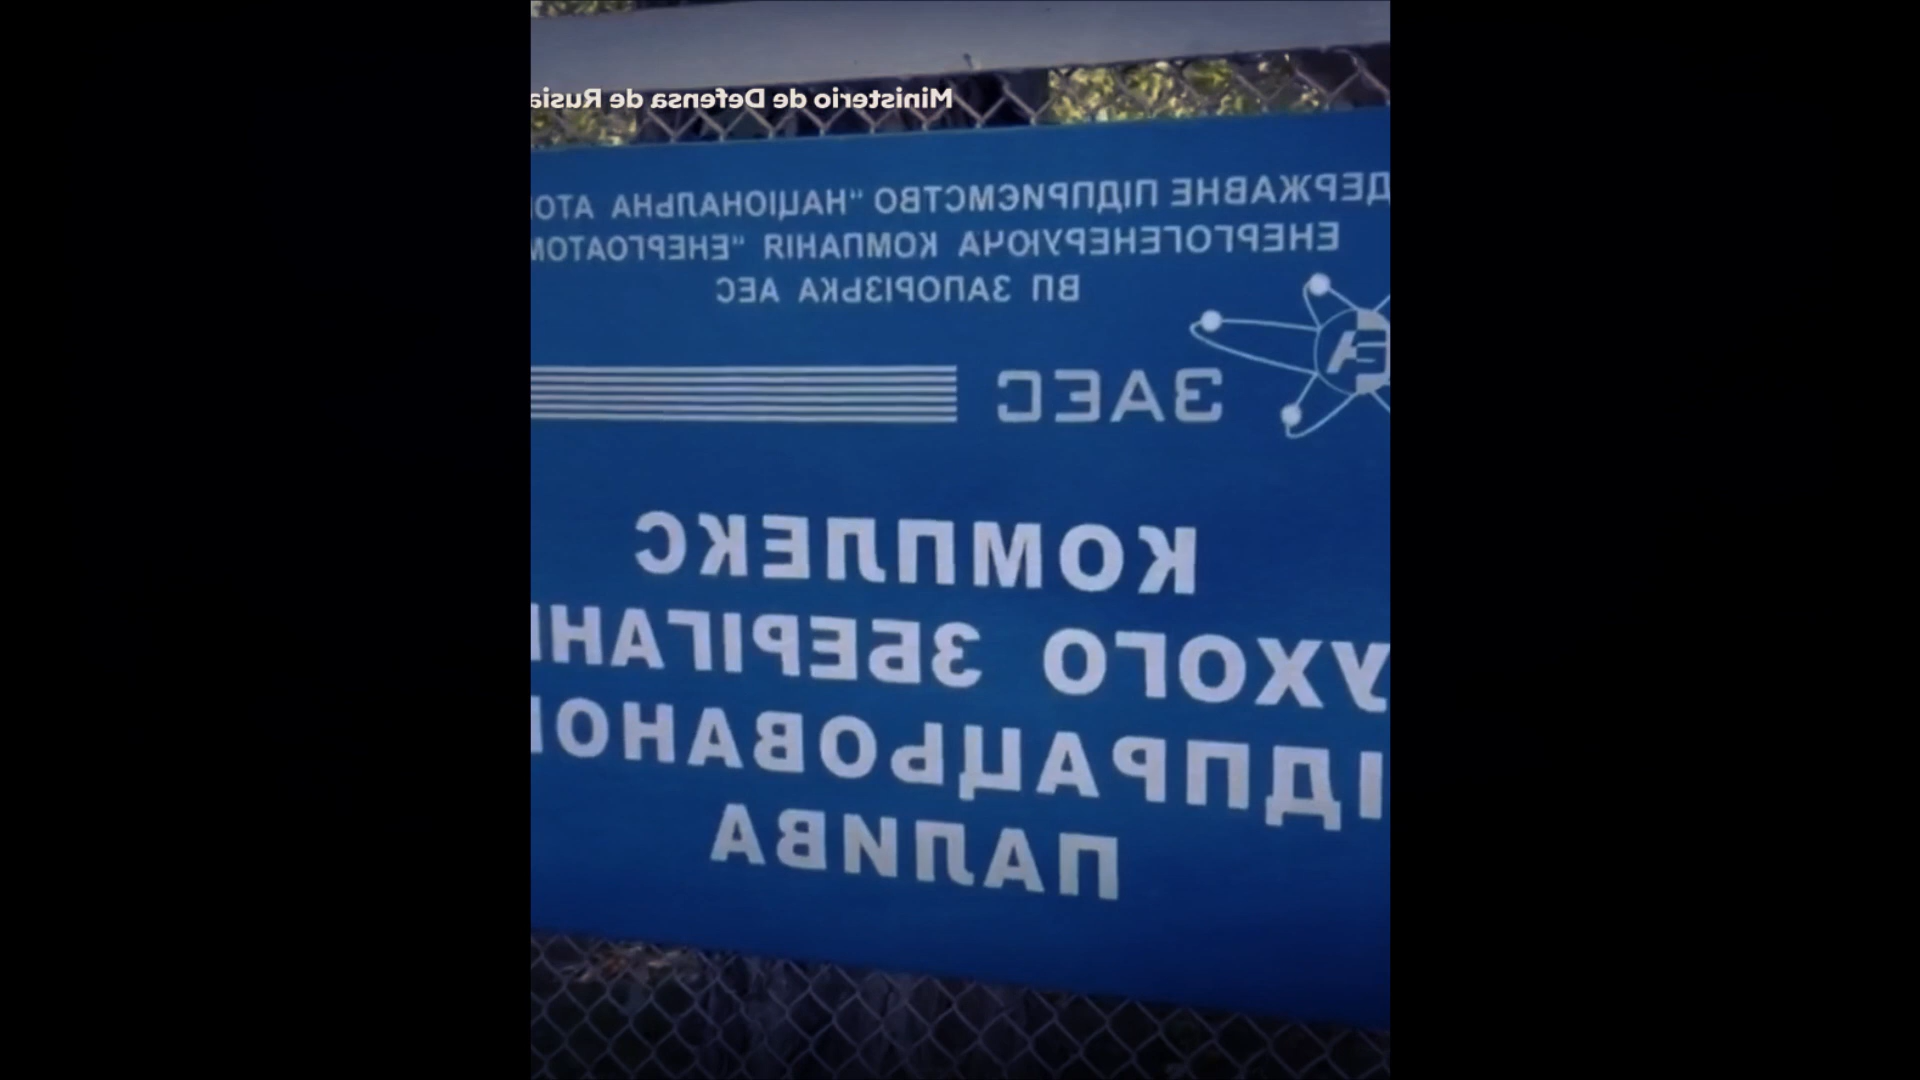 Ministerio de Defensa de Rusia
ДЕРЖАВНЕ ПІДПРИЄМСТВО “НАЦІОНАЛЬНА АТО
ЕНЕРГОГЕНЕРУЮЧА КОМПАНІЯ “ЕНЕРГОАТОМ
ВП ЗАПОРІЗЬКА АЕС
ЗАЕС
КОМПЛЕКС
УХОГО ЗБЕРІГАН
ІДПРАЦЬОВАНО
ПАЛИВА